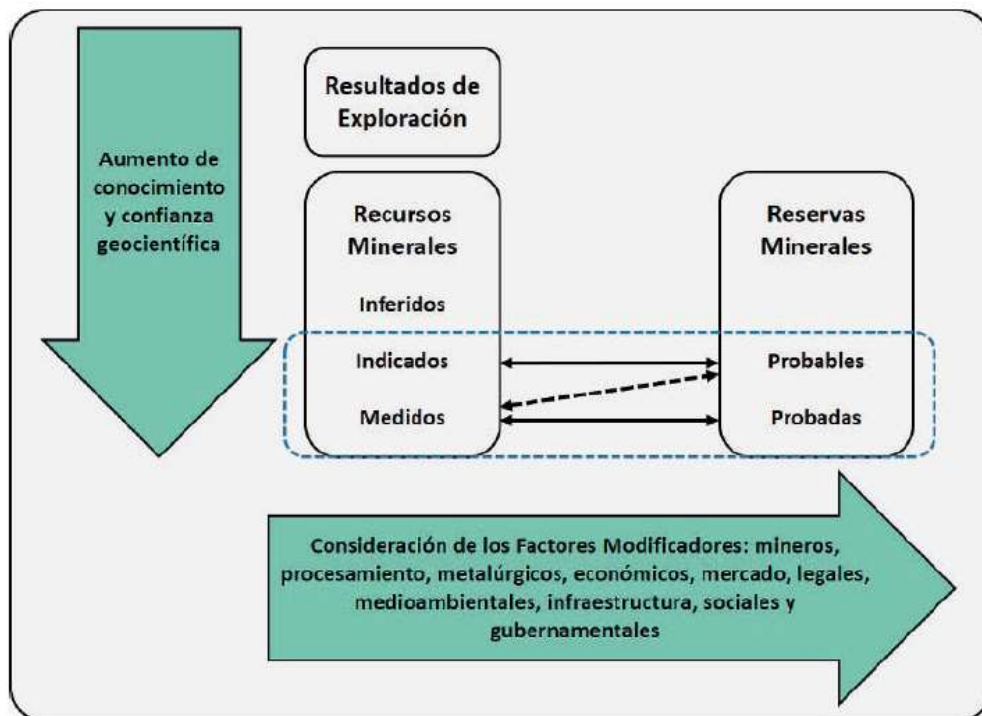 Resultados de
Exploración
Aumento de
conocimiento
y confianza
geocientífica
Recursos
Minerales
Reservas
Minerales
Inferidos
Indicados
Probables
Medidos
Probadas
Consideración de los Factores Modificadores: mineros,
procesamiento, metalúrgicos, económicos, mercado, legales,
medioambientales, infraestructura, sociales y
gubernamentales